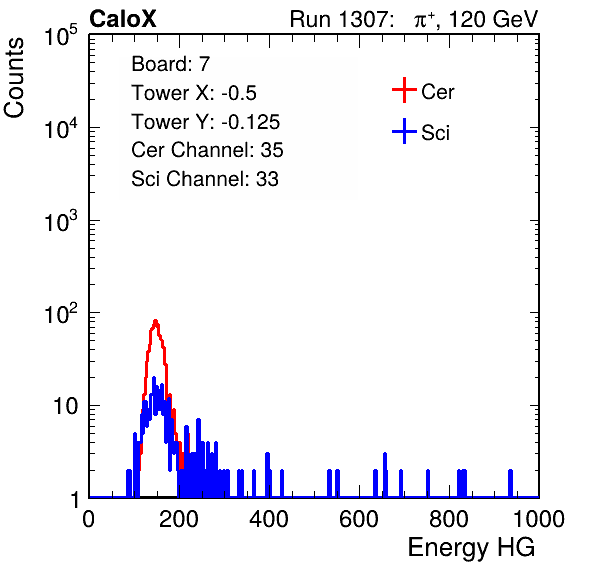 CaloX Run 1307: π⁺, 120 GeV
Counts
10⁵
10⁴
10³
10²
10
1
Board: 7
Tower X: -0.5
Tower Y: -0.125
Cer Channel: 35
Sci Channel: 33
Cer
Sci
0 200 400 600 800 1000
Energy HG